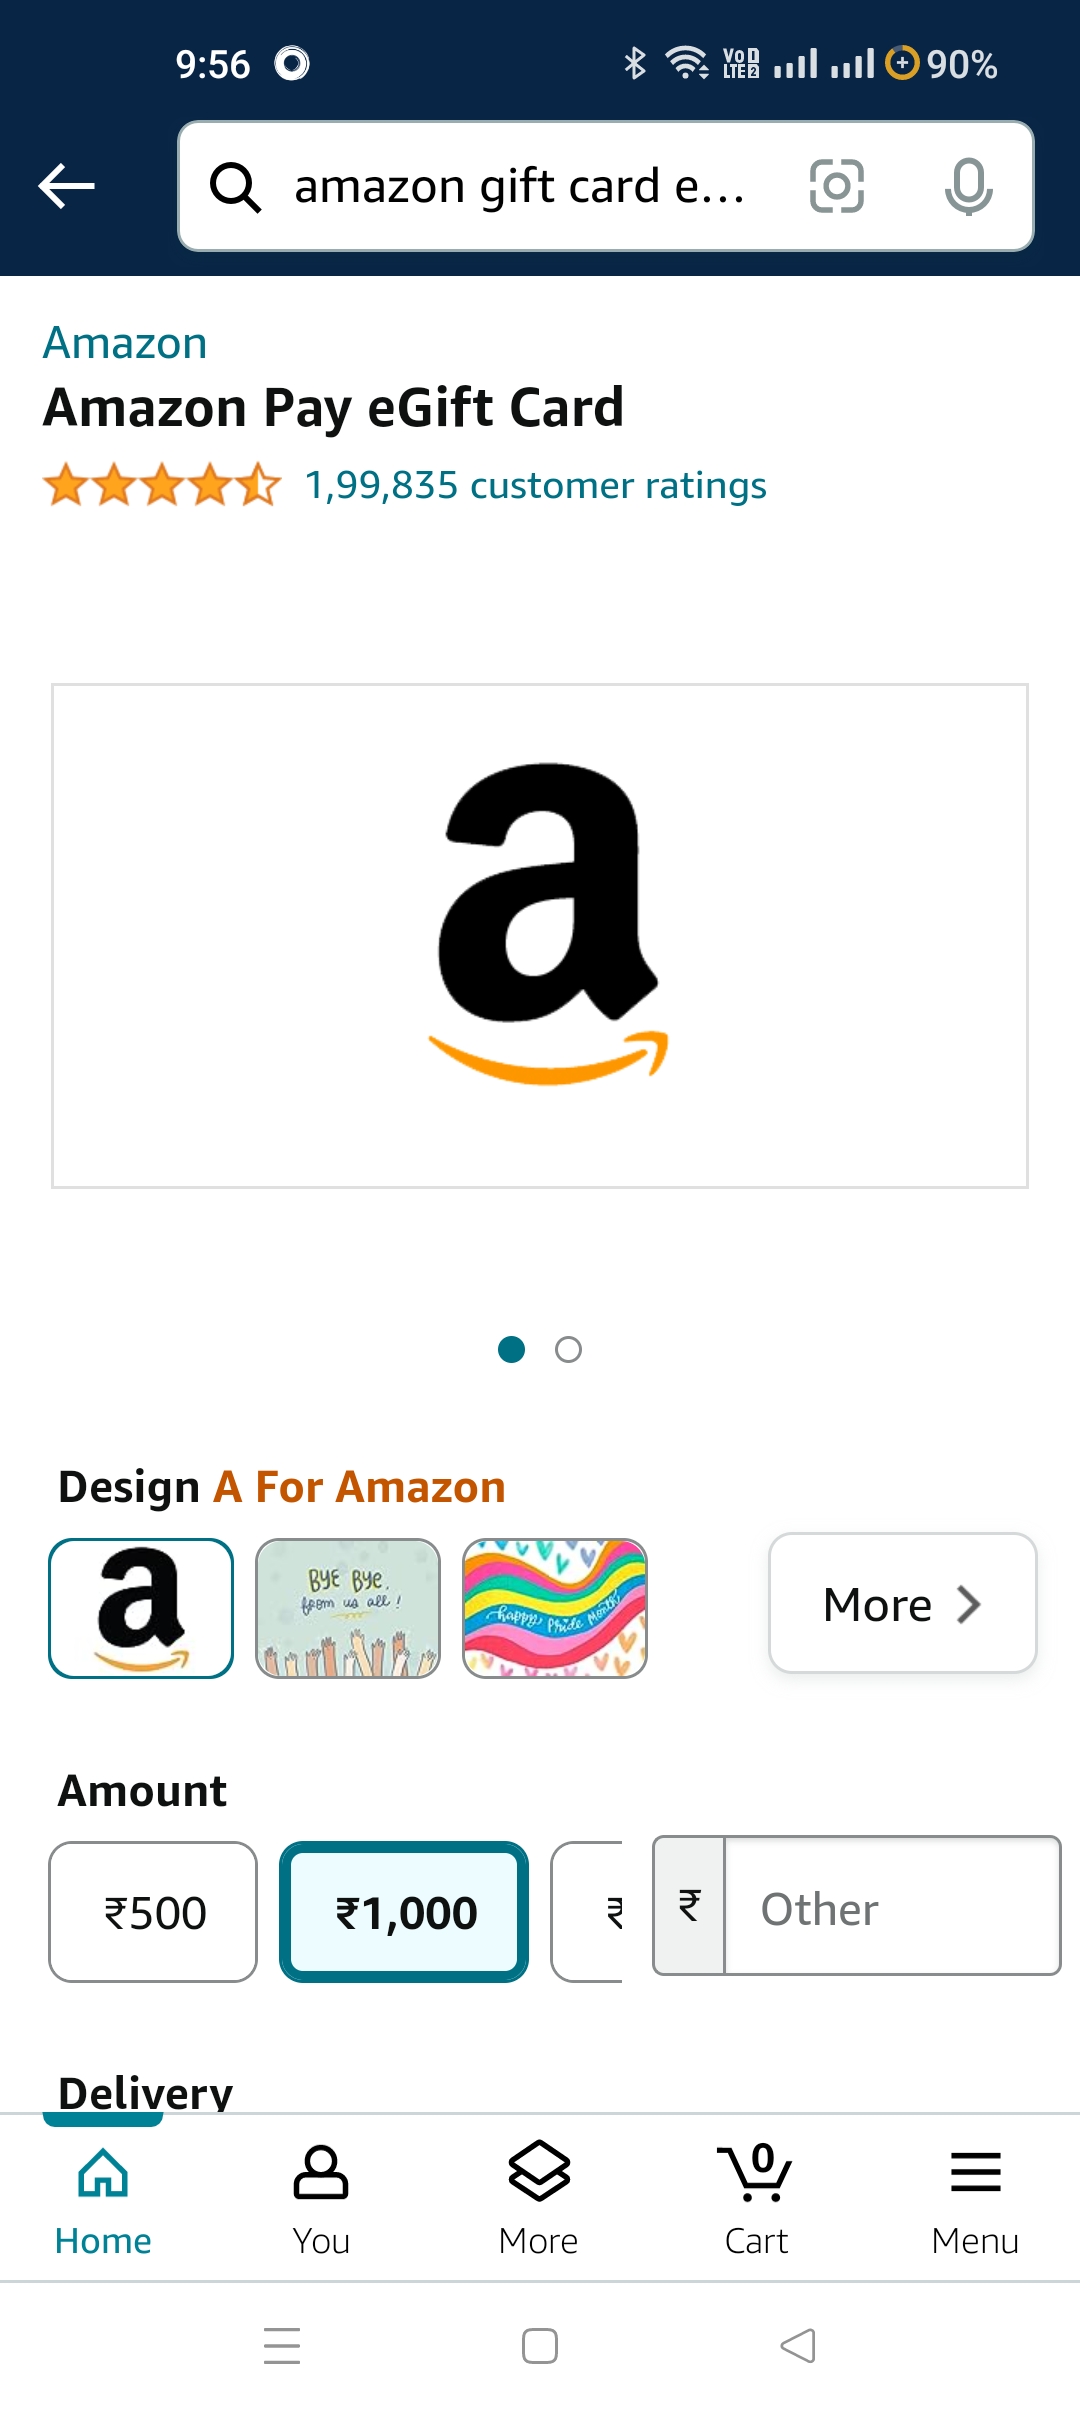 9:56
VoD LTE2
90%
amazon gift card e...
Amazon
Amazon Pay eGift Card
1,99,835 customer ratings
a
Design A For Amazon
a
BYE BYE.
from us all!
happy Pride Month
More
Amount
₹500
₹1,000
₹
₹
Other
Delivery
0
Home
You
More
Cart
Menu